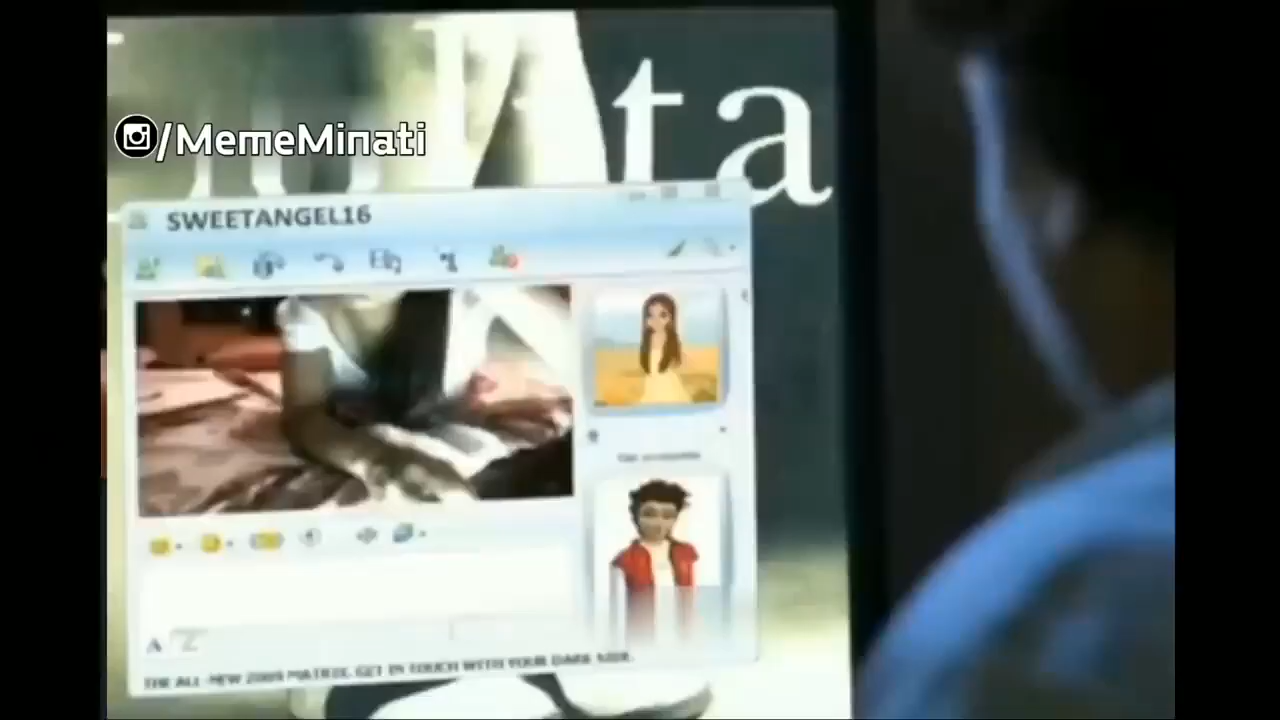 ta
/MemeMinati
SWEETANGEL16
A
THE ALL-NEW 2009 MATRIX. GET IN TOUCH WITH YOUR DARK SIDE.